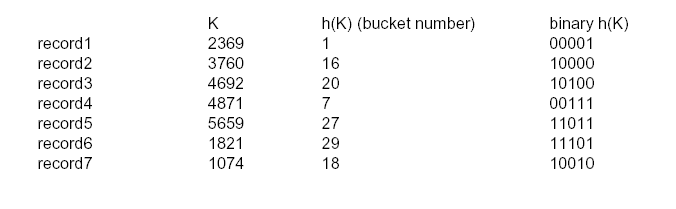 K h(K) (bucket number) binary h(K)
record1 2369 1 00001
record2 3760 16 10000
record3 4692 20 10100
record4 4871 7 00111
record5 5659 27 11011
record6 1821 29 11101
record7 1074 18 10010